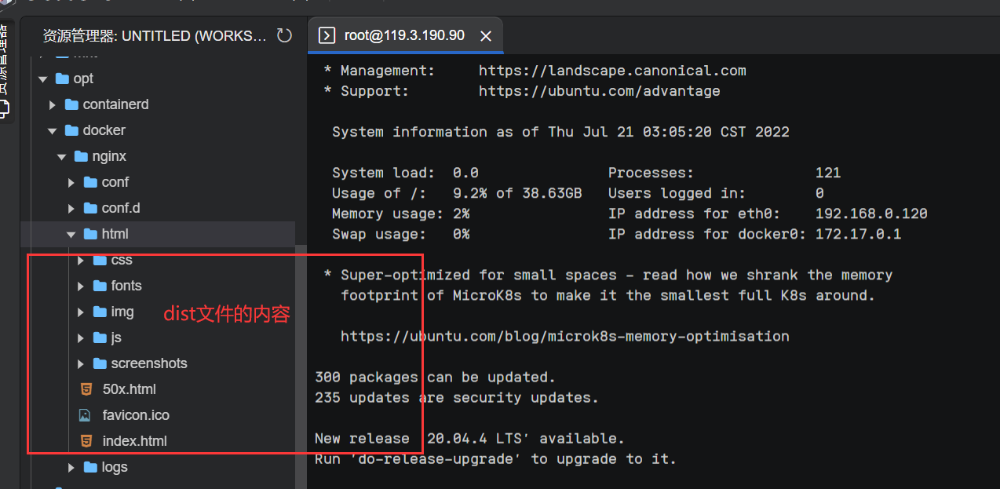 资源管理器: UNTITLED (WORKS...
root@119.3.190.90
opt
containerd
docker
nginx
conf
conf.d
html
css
fonts
img
js
screenshots
50x.html
favicon.ico
index.html
logs
dist文件的内容
* Management: https://landscape.canonical.com
* Support: https://ubuntu.com/advantage
System information as of Thu Jul 21 03:05:20 CST 2022
System load: 0.0 Processes: 121
Usage of /: 9.2% of 38.63GB Users logged in: 0
Memory usage: 2% IP address for eth0: 192.168.0.120
Swap usage: 0% IP address for docker0: 172.17.0.1
* Super-optimized for small spaces - read how we shrank the memory
footprint of MicroK8s to make it the smallest full K8s around.
https://ubuntu.com/blog/microk8s-memory-optimisation
300 packages can be updated.
235 updates are security updates.
New release '20.04.4 LTS' available.
Run 'do-release-upgrade' to upgrade to it.